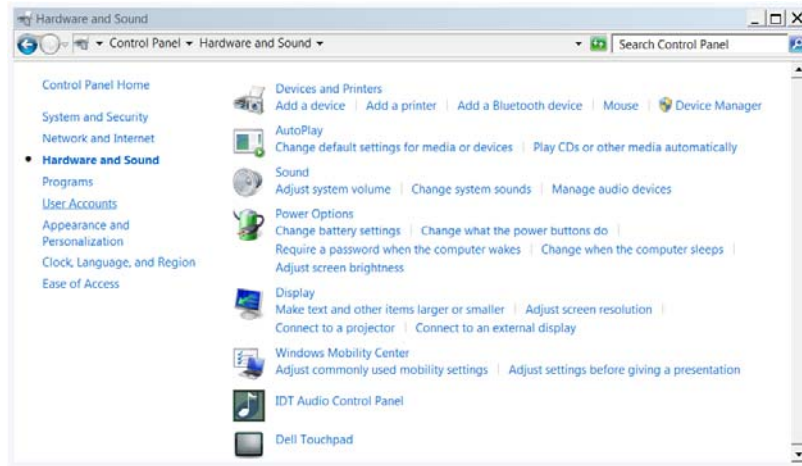 Hardware and Sound
Control Panel Hardware and Sound
Search Control Panel
Control Panel Home
System and Security
Network and Internet
Hardware and Sound
Programs
User Accounts
Appearance and
Personalization
Clock, Language, and Region
Ease of Access
Devices and Printers
Add a device | Add a printer | Add a Bluetooth device | Mouse | Device Manager
AutoPlay
Change default settings for media or devices | Play CDs or other media automatically
Sound
Adjust system volume | Change system sounds | Manage audio devices
Power Options
Change battery settings | Change what the power buttons do |
Require a password when the computer wakes | Change when the computer sleeps |
Adjust screen brightness
Display
Make text and other items larger or smaller | Adjust screen resolution |
Connect to a projector | Connect to an external display
Windows Mobility Center
Adjust commonly used mobility settings | Adjust settings before giving a presentation
IDT Audio Control Panel
Dell Touchpad